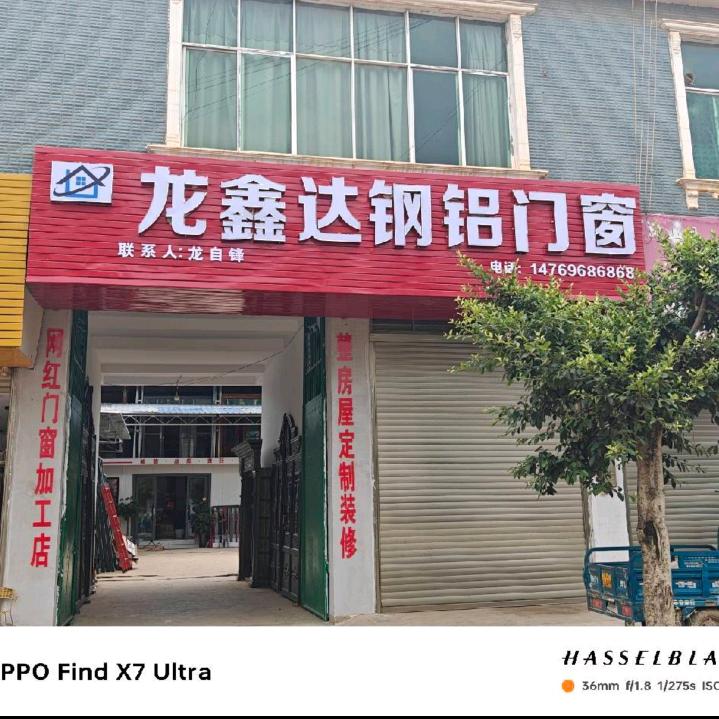 龙鑫达钢铝门窗
联系人:龙自锋
电话: 14769686868
网红门窗加工店
整房屋定制装修
PPO Find X7 Ultra
HASSELBLA
36mm f/1.8 1/275s ISO